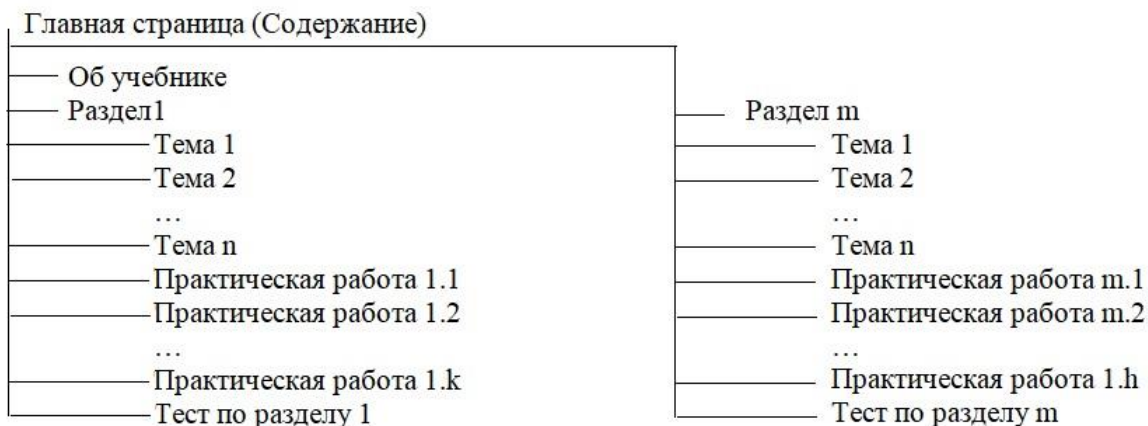 Главная страница (Содержание)
Об учебнике
Раздел1
Тема 1
Тема 2
…
Тема n
Практическая работа 1.1
Практическая работа 1.2
…
Практическая работа 1.k
Тест по разделу 1
Раздел m
Тема 1
Тема 2
…
Тема n
Практическая работа m.1
Практическая работа m.2
…
Практическая работа 1.h
Тест по разделу m